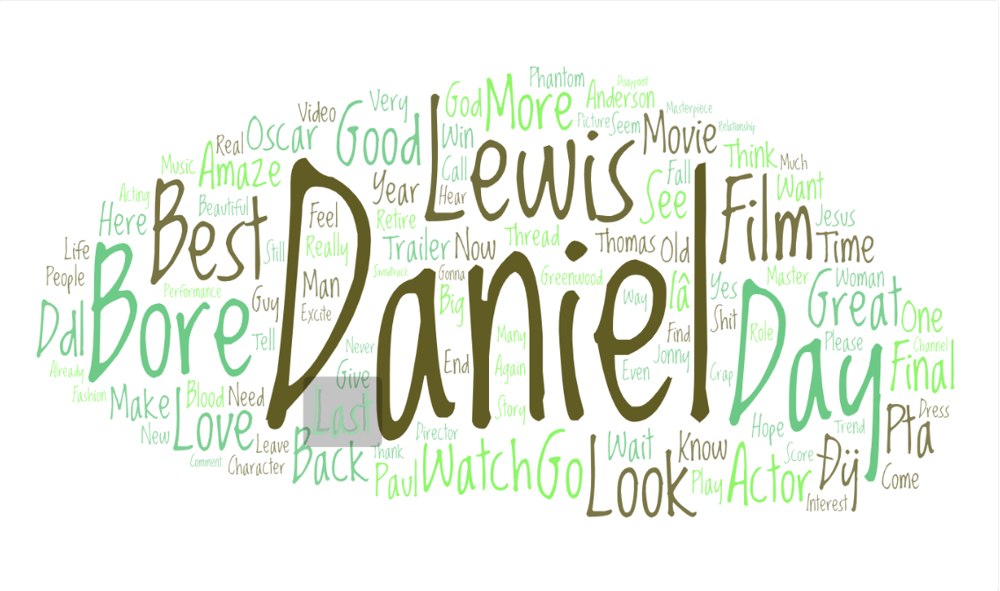 Phantom
Disappoint
Video
Very
God
More
Anderson
Masterpiece
Real
Oscar
Good
Win
Lewis
Picture
Seem
Movie
Relationship
Music
Amaze
Call
Fall
Think
Much
Acting
Best
Beautiful
Year
Hear
See
Film
Want
Here
Feel
Retire
Jesus
Life
Still
Really
Trailer
Now
Thread
Thomas
Old
Time
People
Bore
Performance
Man
Daniel
Soundtrack
Gonna
Greenwood
Iâ
Yes
Master
Woman
Guy
Excite
Big
Way
Shit
Great
One
Ddl
Tell
Never
Many
Find
Role
Day
Please
Channel
Already
Give
End
Again
Even
Jonny
Crap
Final
Fashion
Make
Blood
Need
Last
Story
Hope
Trend
Pta
Dress
New
Love
Leave
Back
Director
Wait
Know
Score
Comment
Character
Thank
Paul
Watch
Go
Look
Play
Actor
Ðÿ
Come
Interest